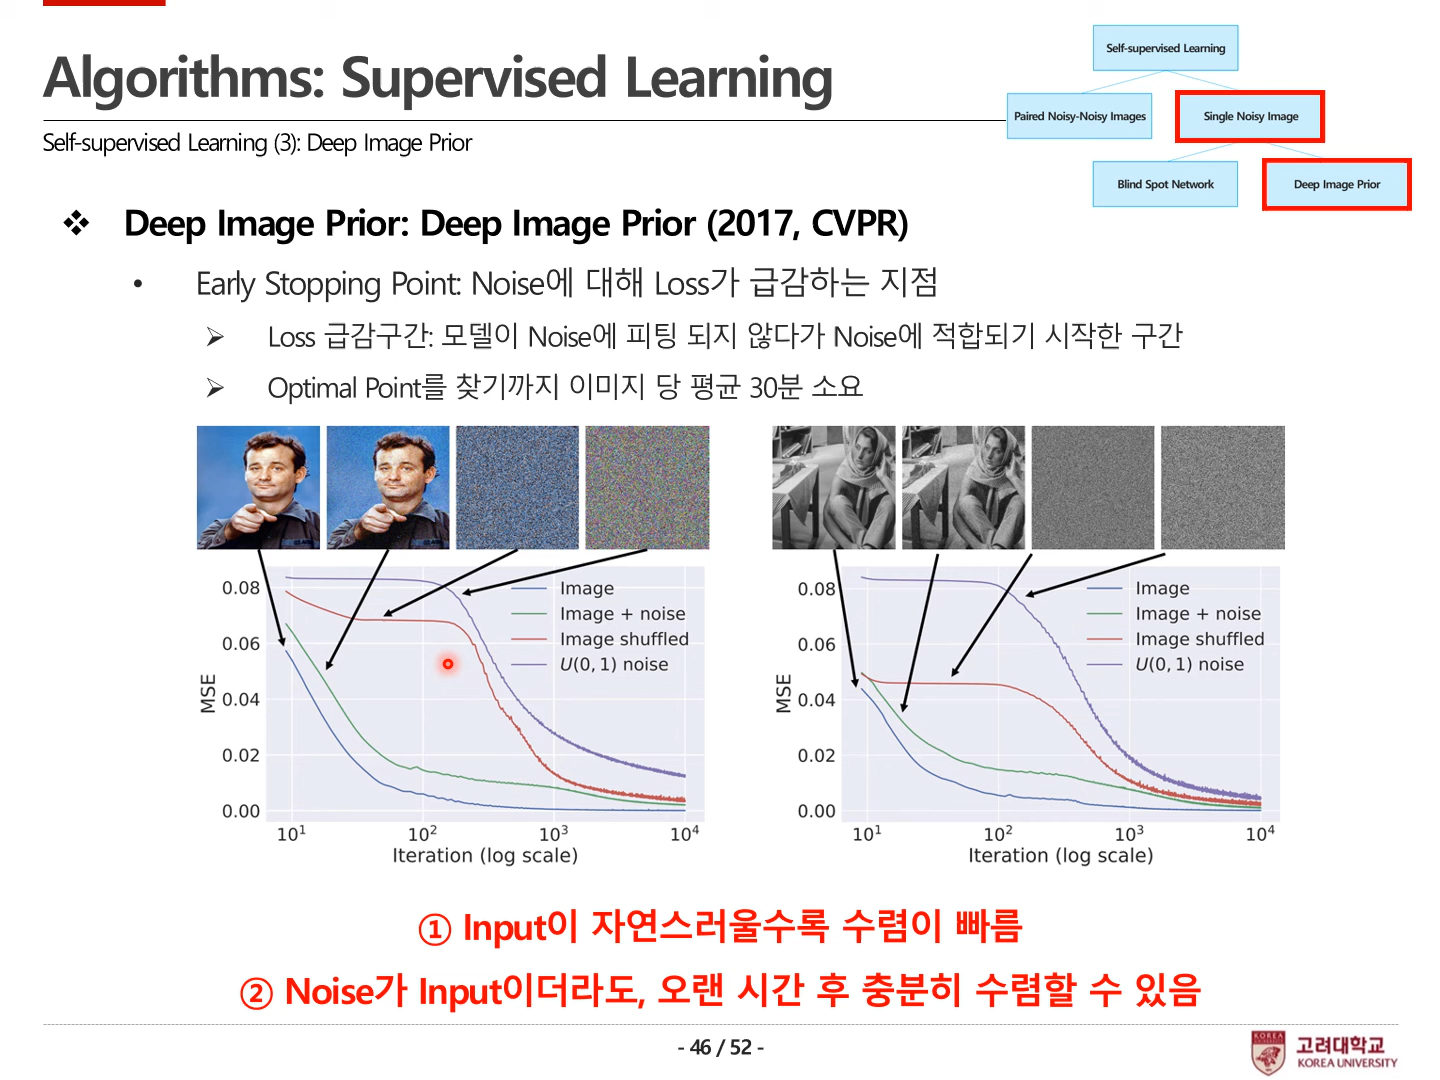 Algorithms: Supervised Learning
Self-supervised Learning (3): Deep Image Prior
Self-supervised Learning
Paired Noisy-Noisy Images
Single Noisy Image
Blind Spot Network
Deep Image Prior
❖ Deep Image Prior: Deep Image Prior (2017, CVPR)
• Early Stopping Point: Noise에 대해 Loss가 급감하는 지점
➢ Loss 급감구간: 모델이 Noise에 피팅 되지 않다가 Noise에 적합되기 시작한 구간
➢ Optimal Point를 찾기까지 이미지 당 평균 30분 소요
MSE
0.08
0.06
0.04
0.02
0.00
Image
Image + noise
Image shuffled
U(0, 1) noise
10¹ 10² 10³ 10⁴
Iteration (log scale)
MSE
0.08
0.06
0.04
0.02
0.00
Image
Image + noise
Image shuffled
U(0, 1) noise
10¹ 10² 10³ 10⁴
Iteration (log scale)
① Input이 자연스러울수록 수렴이 빠름
② Noise가 Input이더라도, 오랜 시간 후 충분히 수렴할 수 있음
- 46 / 52 -
고려대학교
KOREA UNIVERSITY